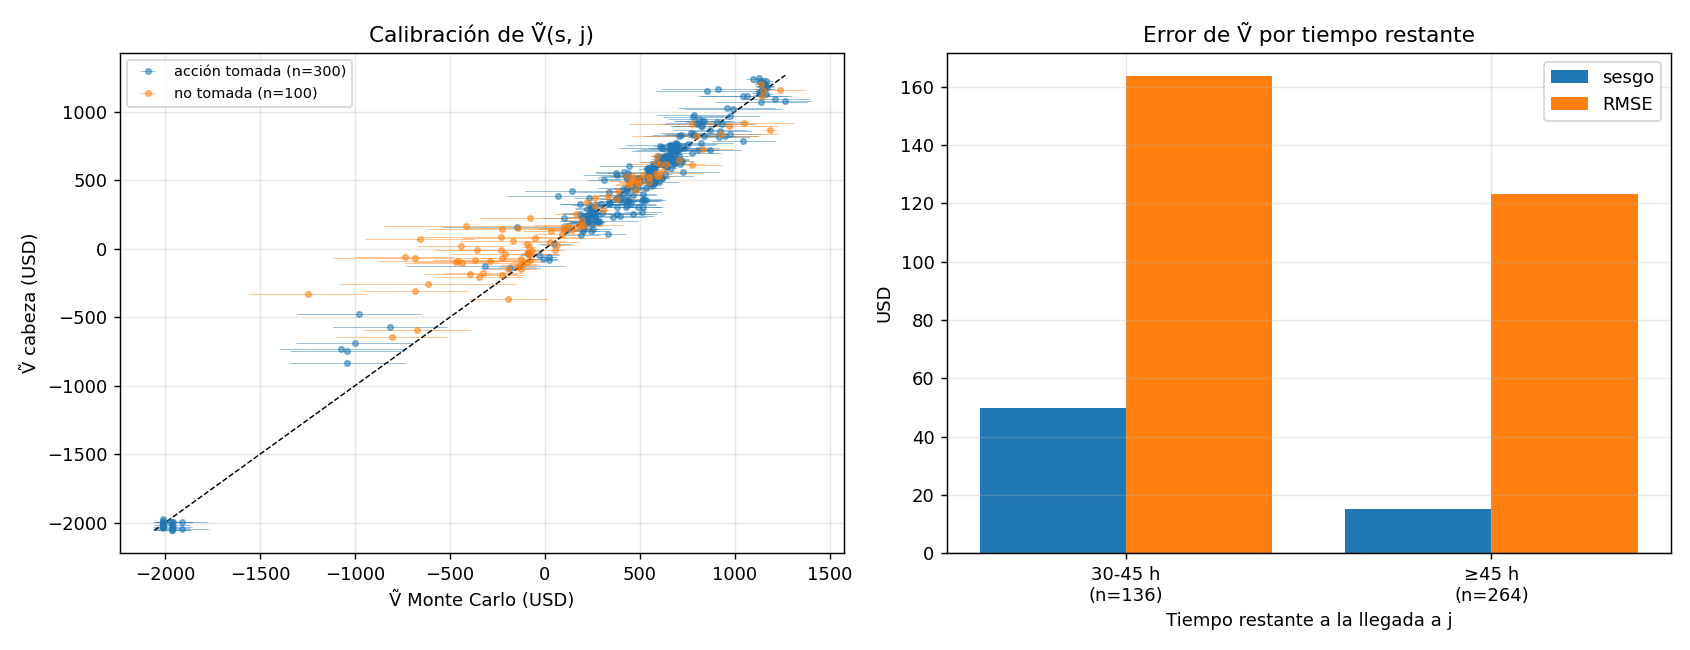 Calibración de Ṽ(s, j)
acción tomada (n=300)
no tomada (n=100)
Ṽ cabeza (USD)
1000
500
0
−500
−1000
−1500
−2000
−2000
−1500
−1000
−500
0
500
1000
1500
Ṽ Monte Carlo (USD)
Error de Ṽ por tiempo restante
sesgo
RMSE
USD
160
140
120
100
80
60
40
20
0
30-45 h
(n=136)
≥45 h
(n=264)
Tiempo restante a la llegada a j